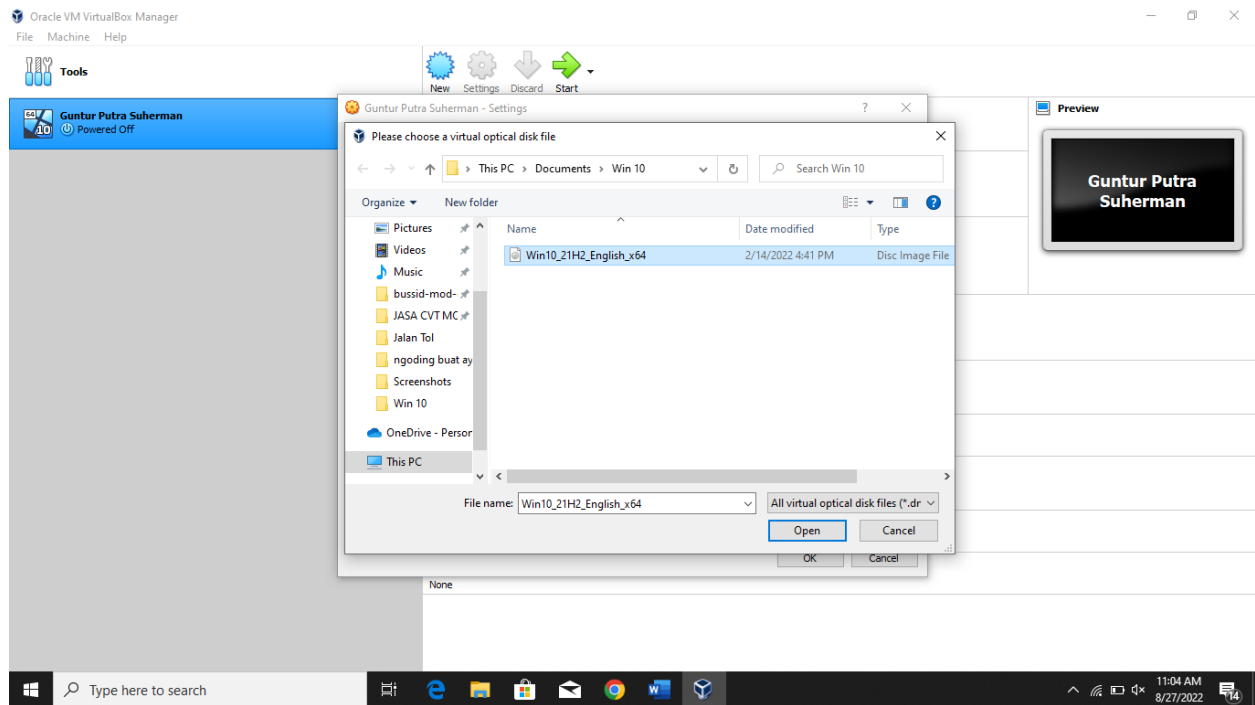 Oracle VM VirtualBox Manager
File Machine Help
Tools
New Settings Discard Start
64
10
Guntur Putra Suherman
Powered Off
Guntur Putra Suherman - Settings
?
Preview
Guntur Putra
Suherman
Please choose a virtual optical disk file
This PC > Documents > Win 10
Search Win 10
Organize
New folder
?
Name Date modified Type
Win10_21H2_English_x64 2/14/2022 4:41 PM Disc Image File
Pictures
Videos
Music
bussid-mod-
JASA CVT MC
Jalan Tol
ngoding buat ay
Screenshots
Win 10
OneDrive - Person
This PC
File name: Win10_21H2_English_x64 All virtual optical disk files (*.dr
Open Cancel
OK Cancel
None
Type here to search
11:04 AM
8/27/2022
14